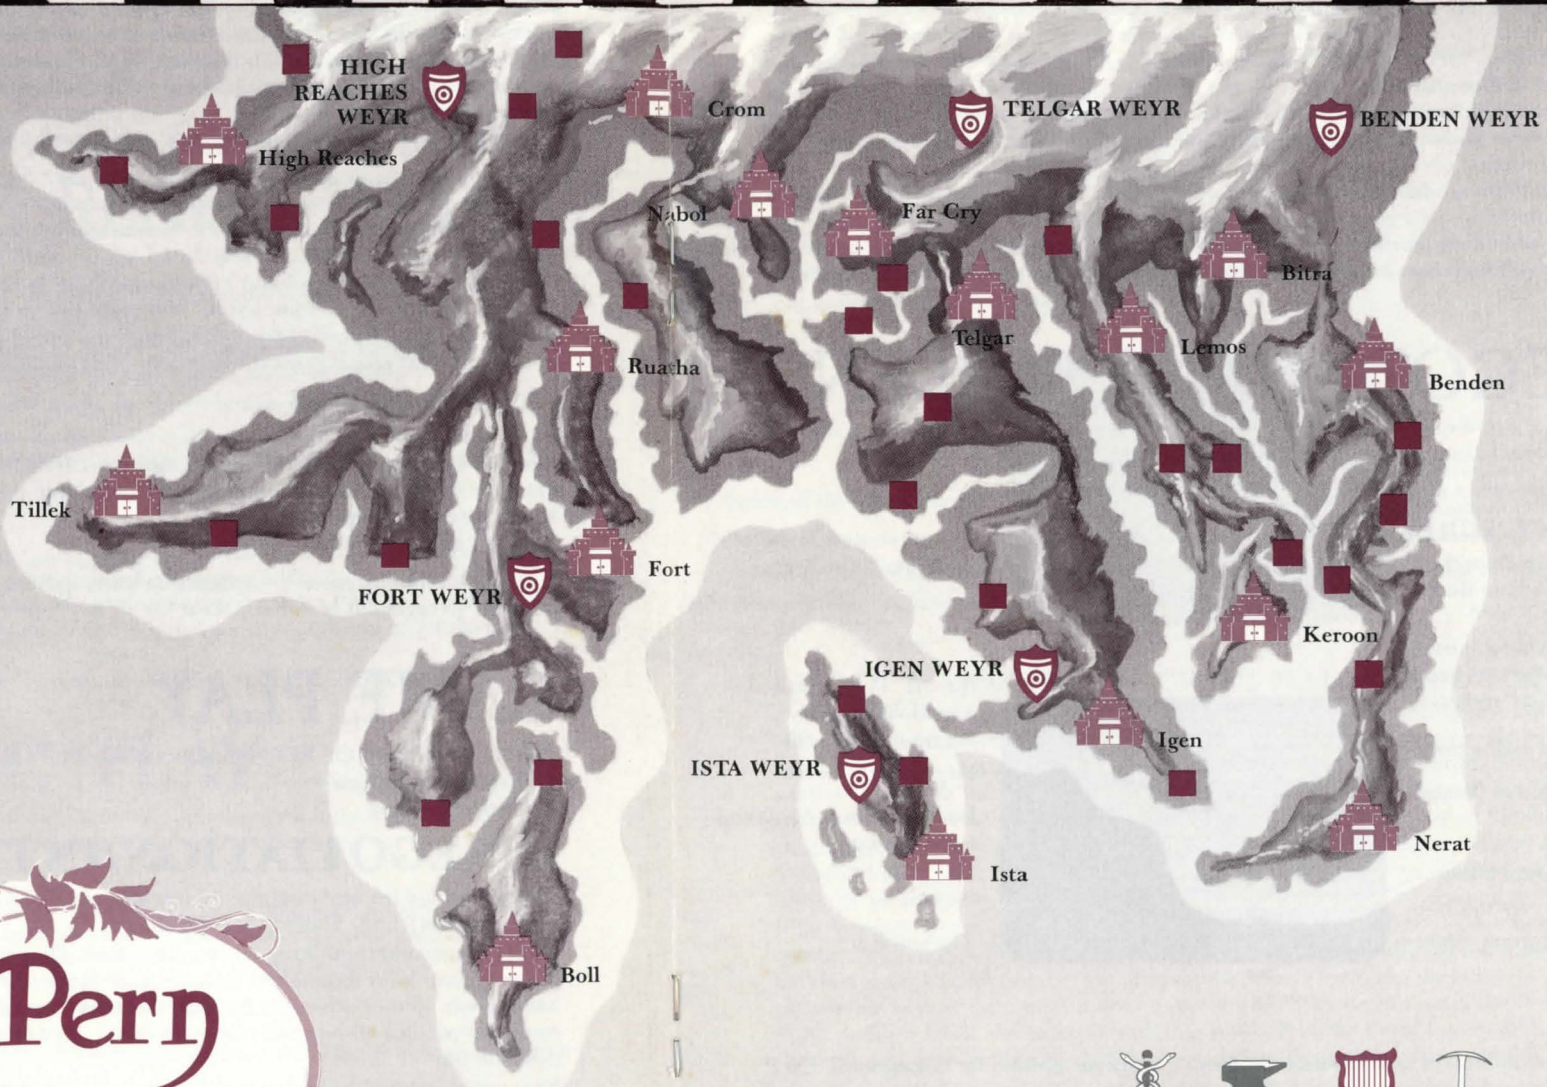 HIGH
REACHES
WEYR
Crom
TELGAR WEYR
BENDEN WEYR
High Reaches
Nabol
Far Cry
Bitra
Telgar
Lemos
Ruatha
Benden
Tillek
Fort
FORT WEYR
Keroon
IGEN WEYR
Igen
ISTA WEYR
Nerat
Ista
Boll
Pern